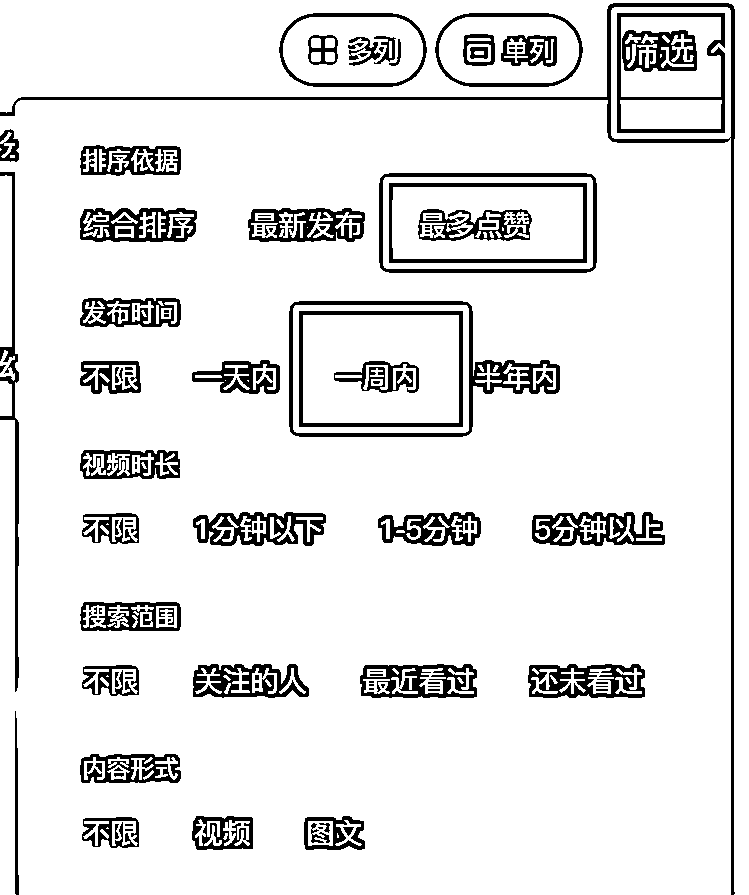 多列 单列 筛选
排序依据
综合排序 最新发布 最多点赞
发布时间
不限 一天内 一周内 半年内
视频时长
不限 1分钟以下 1-5分钟 5分钟以上
搜索范围
不限 关注的人 最近看过 还未看过
内容形式
不限 视频 图文